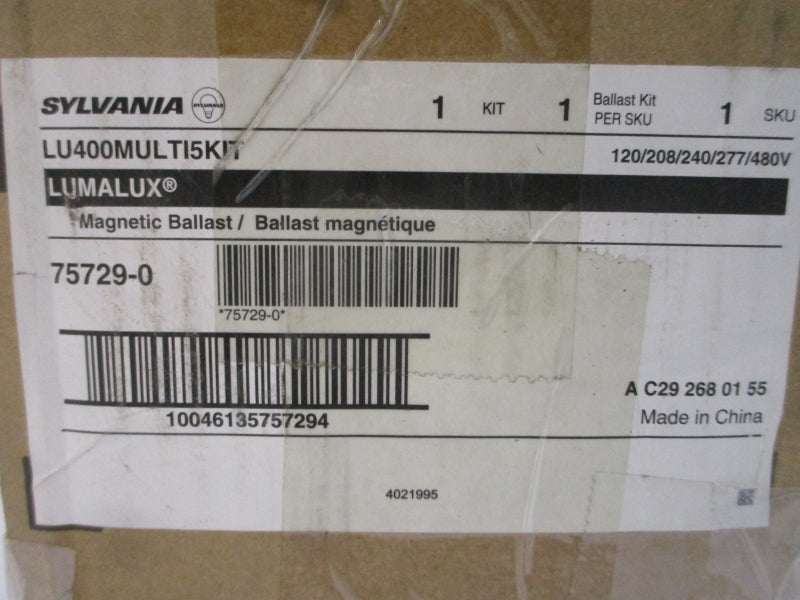 SYLVANIA SYLVANIA 1 KIT 1 Ballast Kit PER SKU 1 SKU
LU400MULTI5KIT 120/208/240/277/480V
LUMALUX®
Magnetic Ballast / Ballast magnétique
75729-0
*75729-0*
A C29 268 01 55
10046135757294 Made in China
4021995